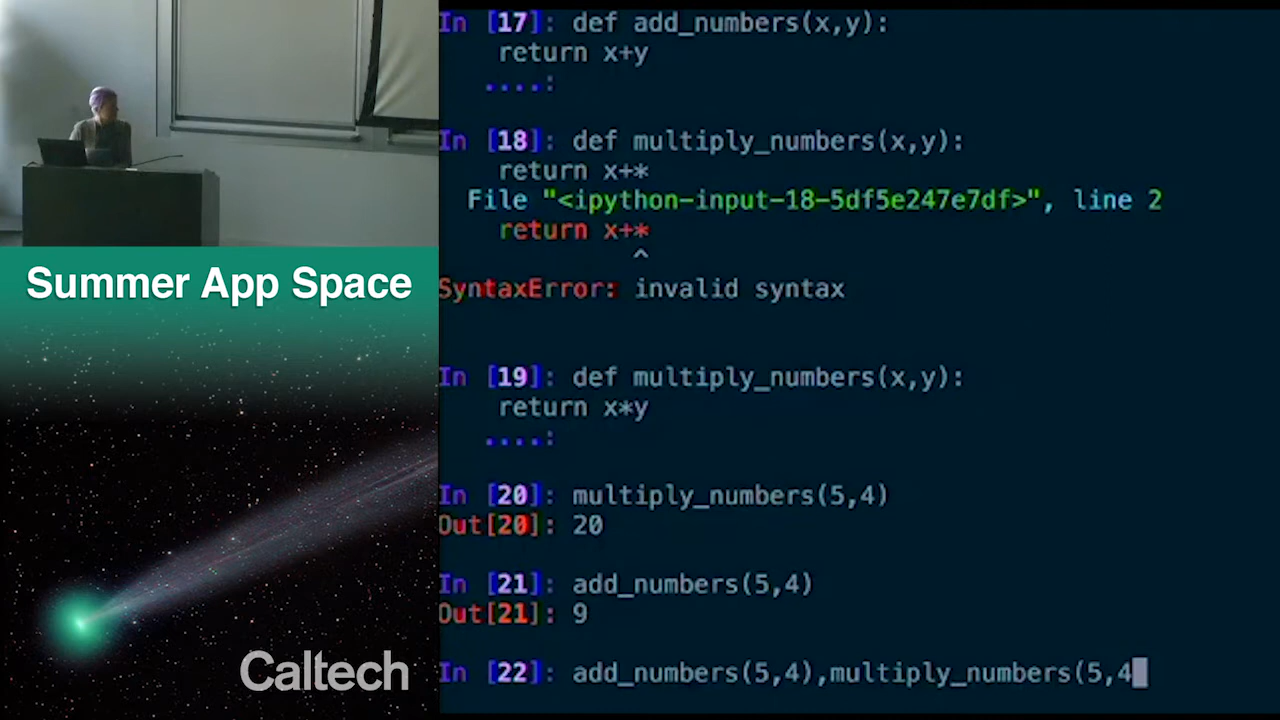 Summer App Space
Caltech
In [17]: def add_numbers(x,y):
return x+y
....:
In [18]: def multiply_numbers(x,y):
return x+*
File "<ipython-input-18-5df5e247e7df>", line 2
return x+*
^
SyntaxError: invalid syntax
In [19]: def multiply_numbers(x,y):
return x*y
....:
In [20]: multiply_numbers(5,4)
Out[20]: 20
In [21]: add_numbers(5,4)
Out[21]: 9
In [22]: add_numbers(5,4),multiply_numbers(5,4